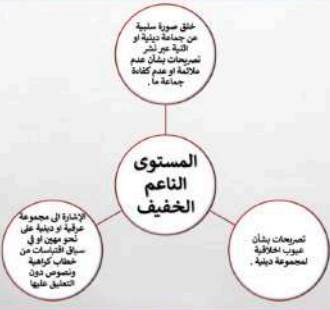 خلق صورة سلبية
عن جماعة دينية او
اثنية عبر نشر
تصريحات بشأن عدم
ملائمة او عدم كفاءة
جماعة ما .
المستوى
الناعم
الخفيف
تصريحات بشأن
عيوب اخلاقية
لمجموعة دينية .
الإشارة الى مجموعة
عرقية او دينية على
نحو مهين او في
سياق اقتباسات من
خطاب كراهية
ونصوص دون
التعليق عليها